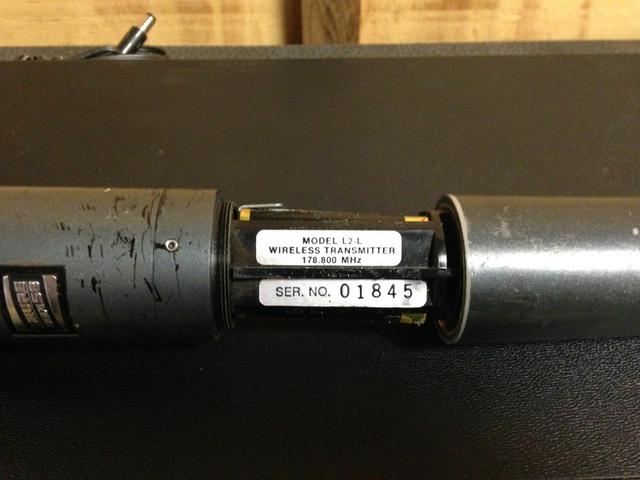 MODEL L2-L
WIRELESS TRANSMITTER
178.800 MHz
SER. NO. 01845